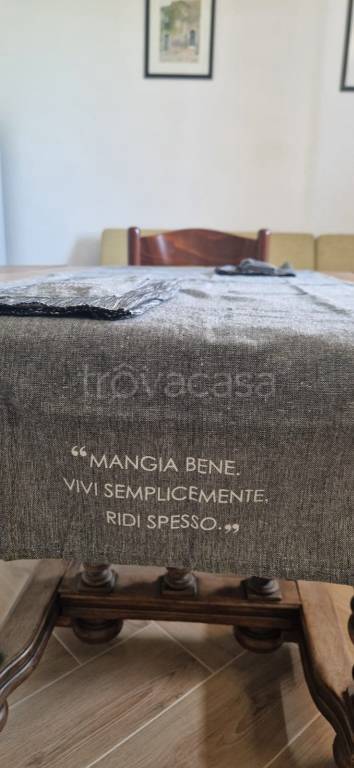 trovacasa
“MANGIA BENE.
VIVI SEMPLICEMENTE,
RIDI SPESSO.„